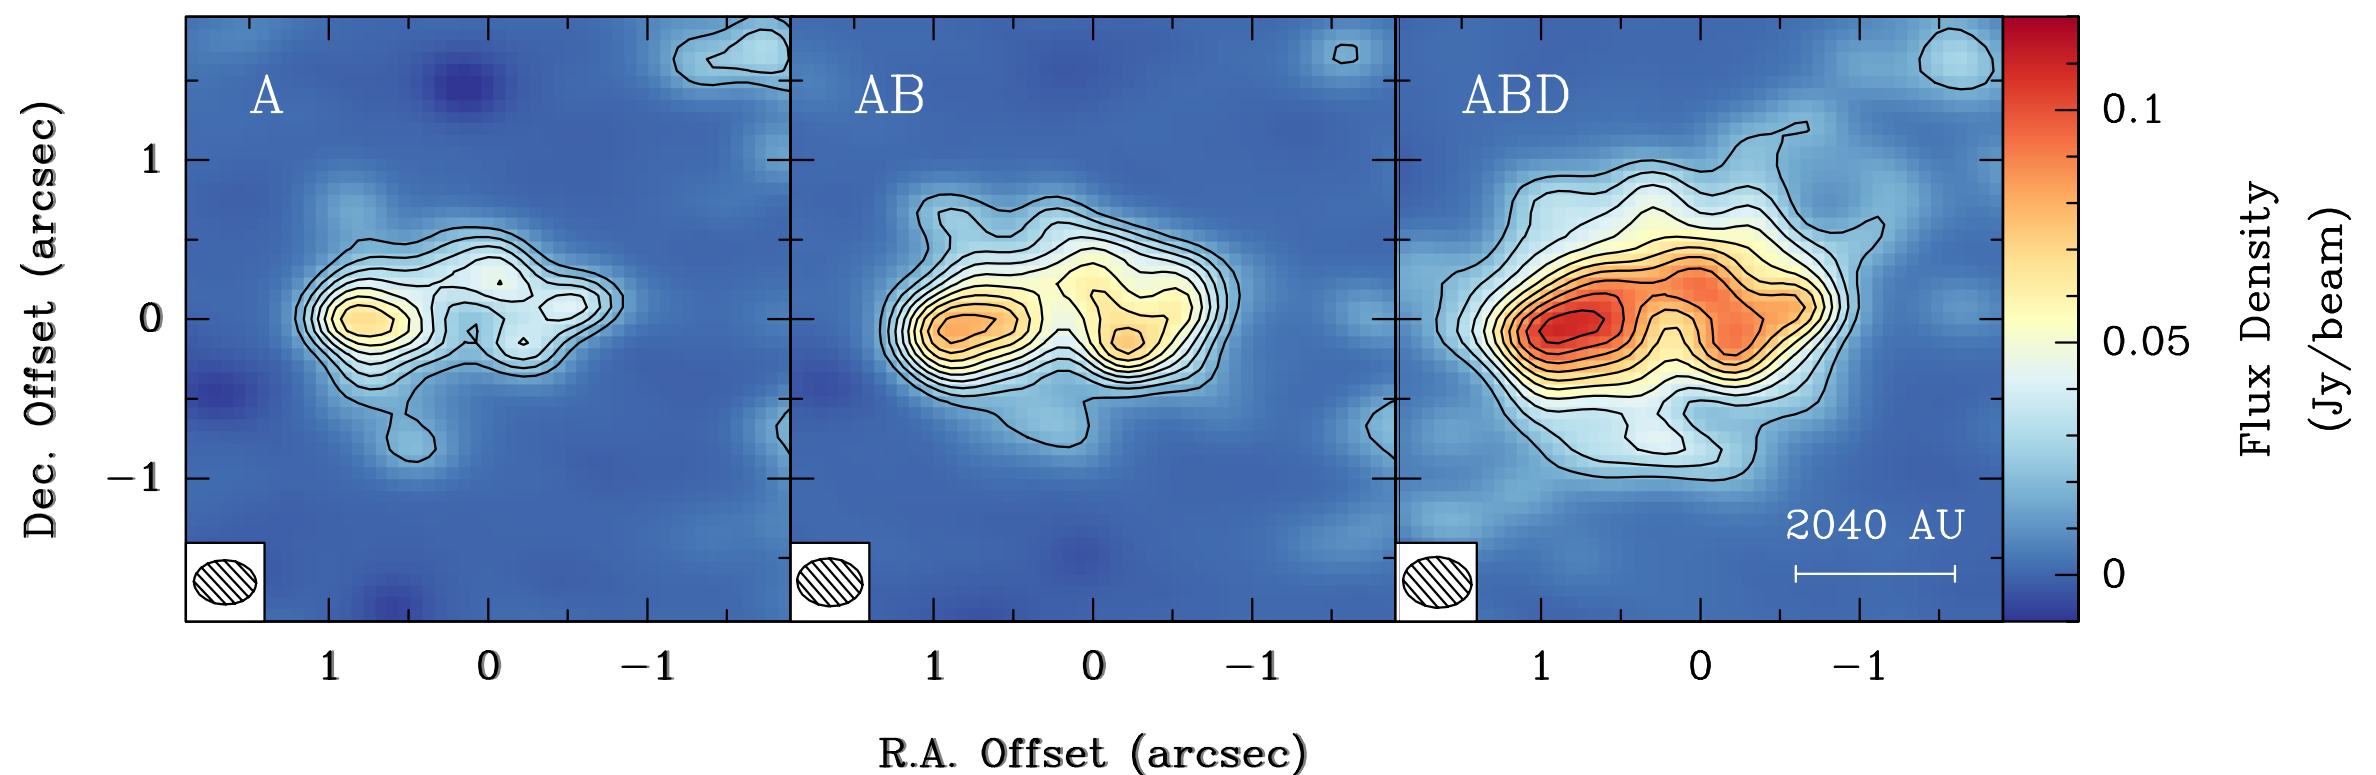 A
AB
ABD
2040 AU
Dec. Offset (arcsec)
1
0
−1
1
0
−1
1
0
−1
1
0
−1
R.A. Offset (arcsec)
0.1
0.05
0
Flux Density
(Jy/beam)